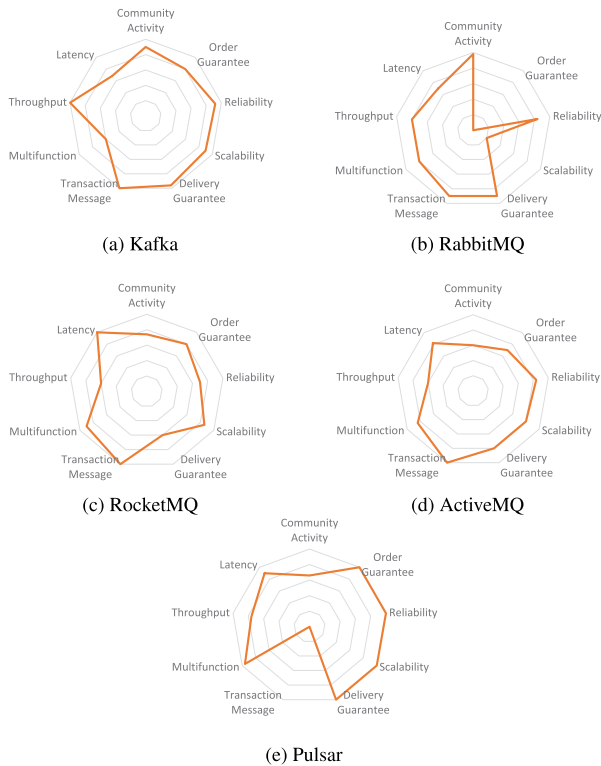 Community
Activity
Order
Guarantee
Reliability
Scalability
Delivery
Guarantee
Transaction
Message
Multifunction
Throughput
Latency
(a) Kafka
Community
Activity
Order
Guarantee
Reliability
Scalability
Delivery
Guarantee
Transaction
Message
Multifunction
Throughput
Latency
(b) RabbitMQ
Community
Activity
Order
Guarantee
Reliability
Scalability
Delivery
Guarantee
Transaction
Message
Multifunction
Throughput
Latency
(c) RocketMQ
Community
Activity
Order
Guarantee
Reliability
Scalability
Delivery
Guarantee
Transaction
Message
Multifunction
Throughput
Latency
(d) ActiveMQ
Community
Activity
Order
Guarantee
Reliability
Scalability
Delivery
Guarantee
Transaction
Message
Multifunction
Throughput
Latency
(e) Pulsar